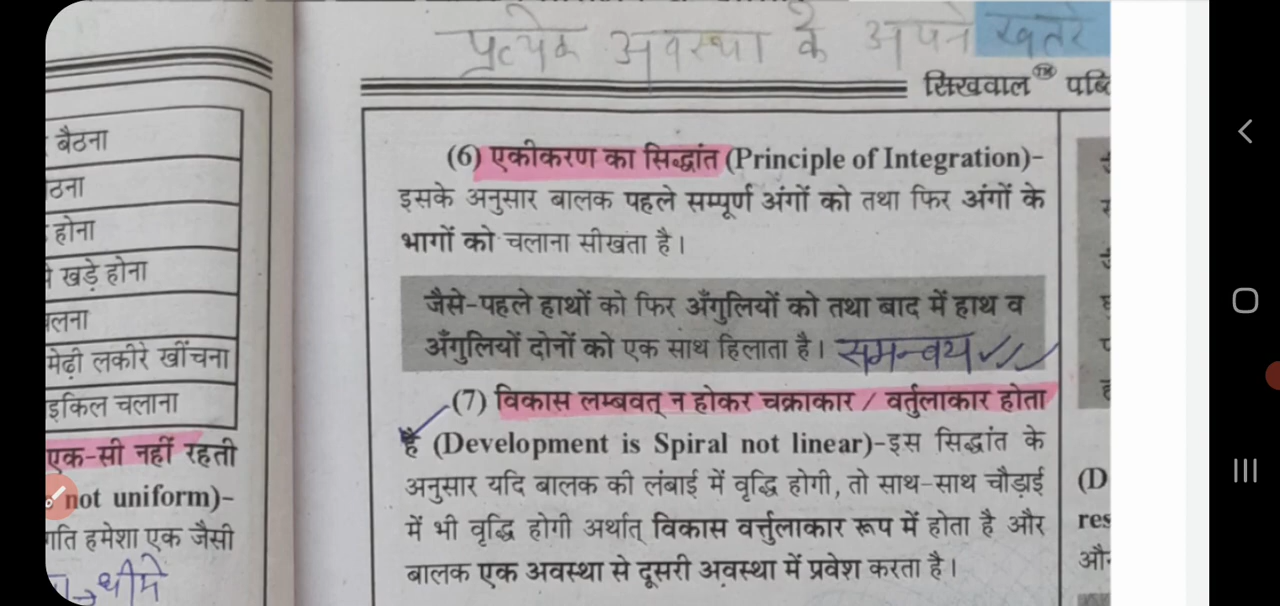 प्रत्येक अवस्था के अपने खतरे
सिखवाल™ पब्लि
बैठना
होना
खड़े होना
लकीरे खींचना
चलाना
एक-सी नहीं रहती
not uniform)-
हमेशा एक जैसी
धीमे
(6) एकीकरण का सिद्धांत (Principle of Integration)-
इसके अनुसार बालक पहले सम्पूर्ण अंगों को तथा फिर अंगों के
भागों को चलाना सीखता है।
जैसे-पहले हाथों को फिर अँगुलियों को तथा बाद में हाथ व
अँगुलियों दोनों को एक साथ हिलाता है। समन्वय
(7) विकास लम्बवत् न होकर चक्राकार / वर्तुलाकार होता
है (Development is Spiral not linear)-इस सिद्धांत के
अनुसार यदि बालक की लंबाई में वृद्धि होगी, तो साथ-साथ चौड़ाई
में भी वृद्धि होगी अर्थात् विकास वर्त्तुलाकार रूप में होता है और
बालक एक अवस्था से दूसरी अवस्था में प्रवेश करता है।
(D
res